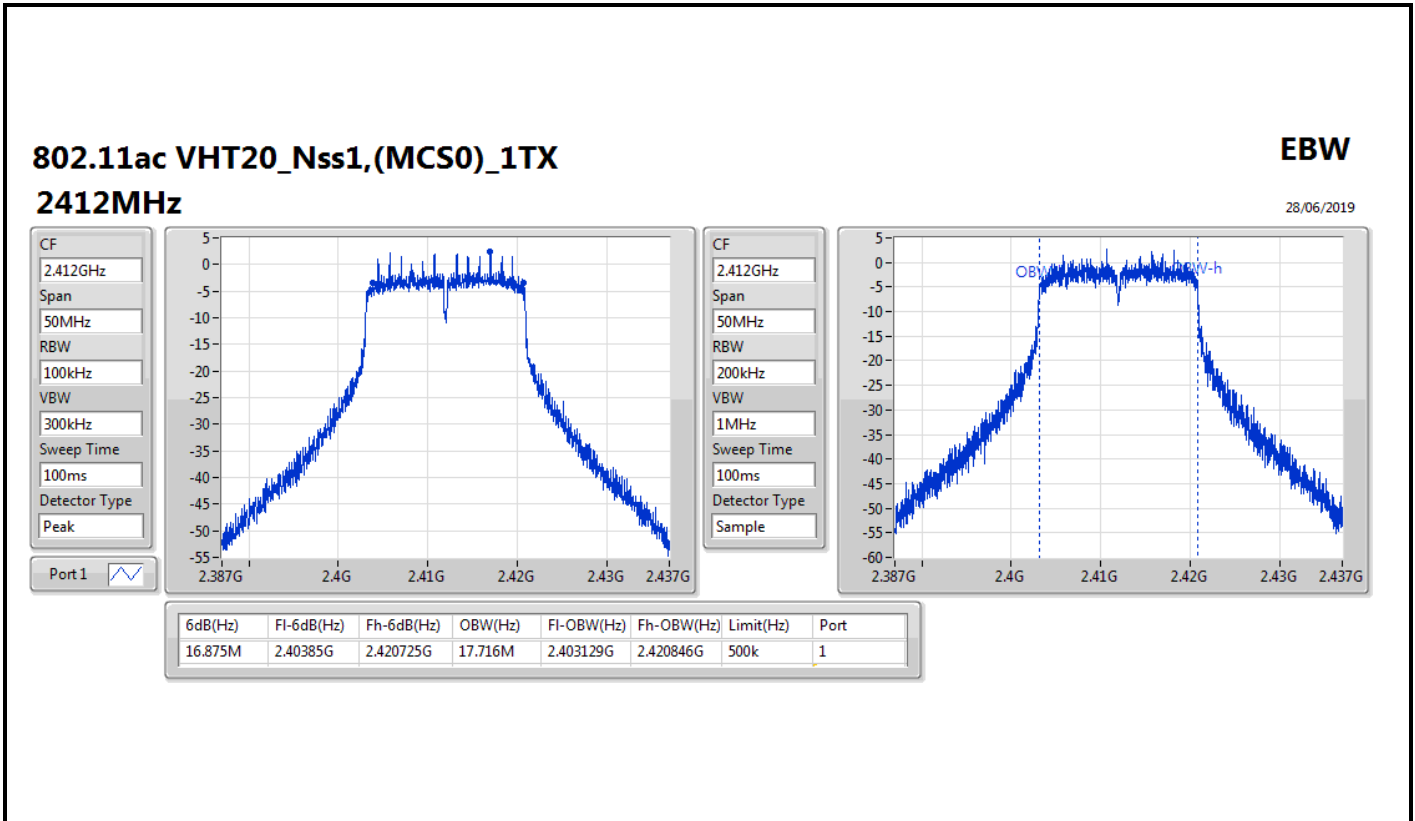 EBW
802.11ac VHT20_Nss1,(MCS0)_1TX
2412MHz
28/06/2019
CF
2.412GHz
Span
50MHz
RBW
100kHz
VBW
300kHz
Sweep Time
100ms
Detector Type
Peak
Port 1
5
0
-5
-10
-15
-20
-25
-30
-35
-40
-45
-50
-55
2.387G 2.4G 2.41G 2.42G 2.43G 2.437G
CF
2.412GHz
Span
50MHz
RBW
200kHz
VBW
1MHz
Sweep Time
100ms
Detector Type
Sample
5
0
-5
-10
-15
-20
-25
-30
-35
-40
-45
-50
-55
-60
2.387G 2.4G 2.41G 2.42G 2.43G 2.437G
6dB(Hz) Fl-6dB(Hz) Fh-6dB(Hz) OBW(Hz) Fl-OBW(Hz) Fh-OBW(Hz) Limit(Hz) Port
16.875M 2.40385G 2.420725G 17.716M 2.403129G 2.420846G 500k 1